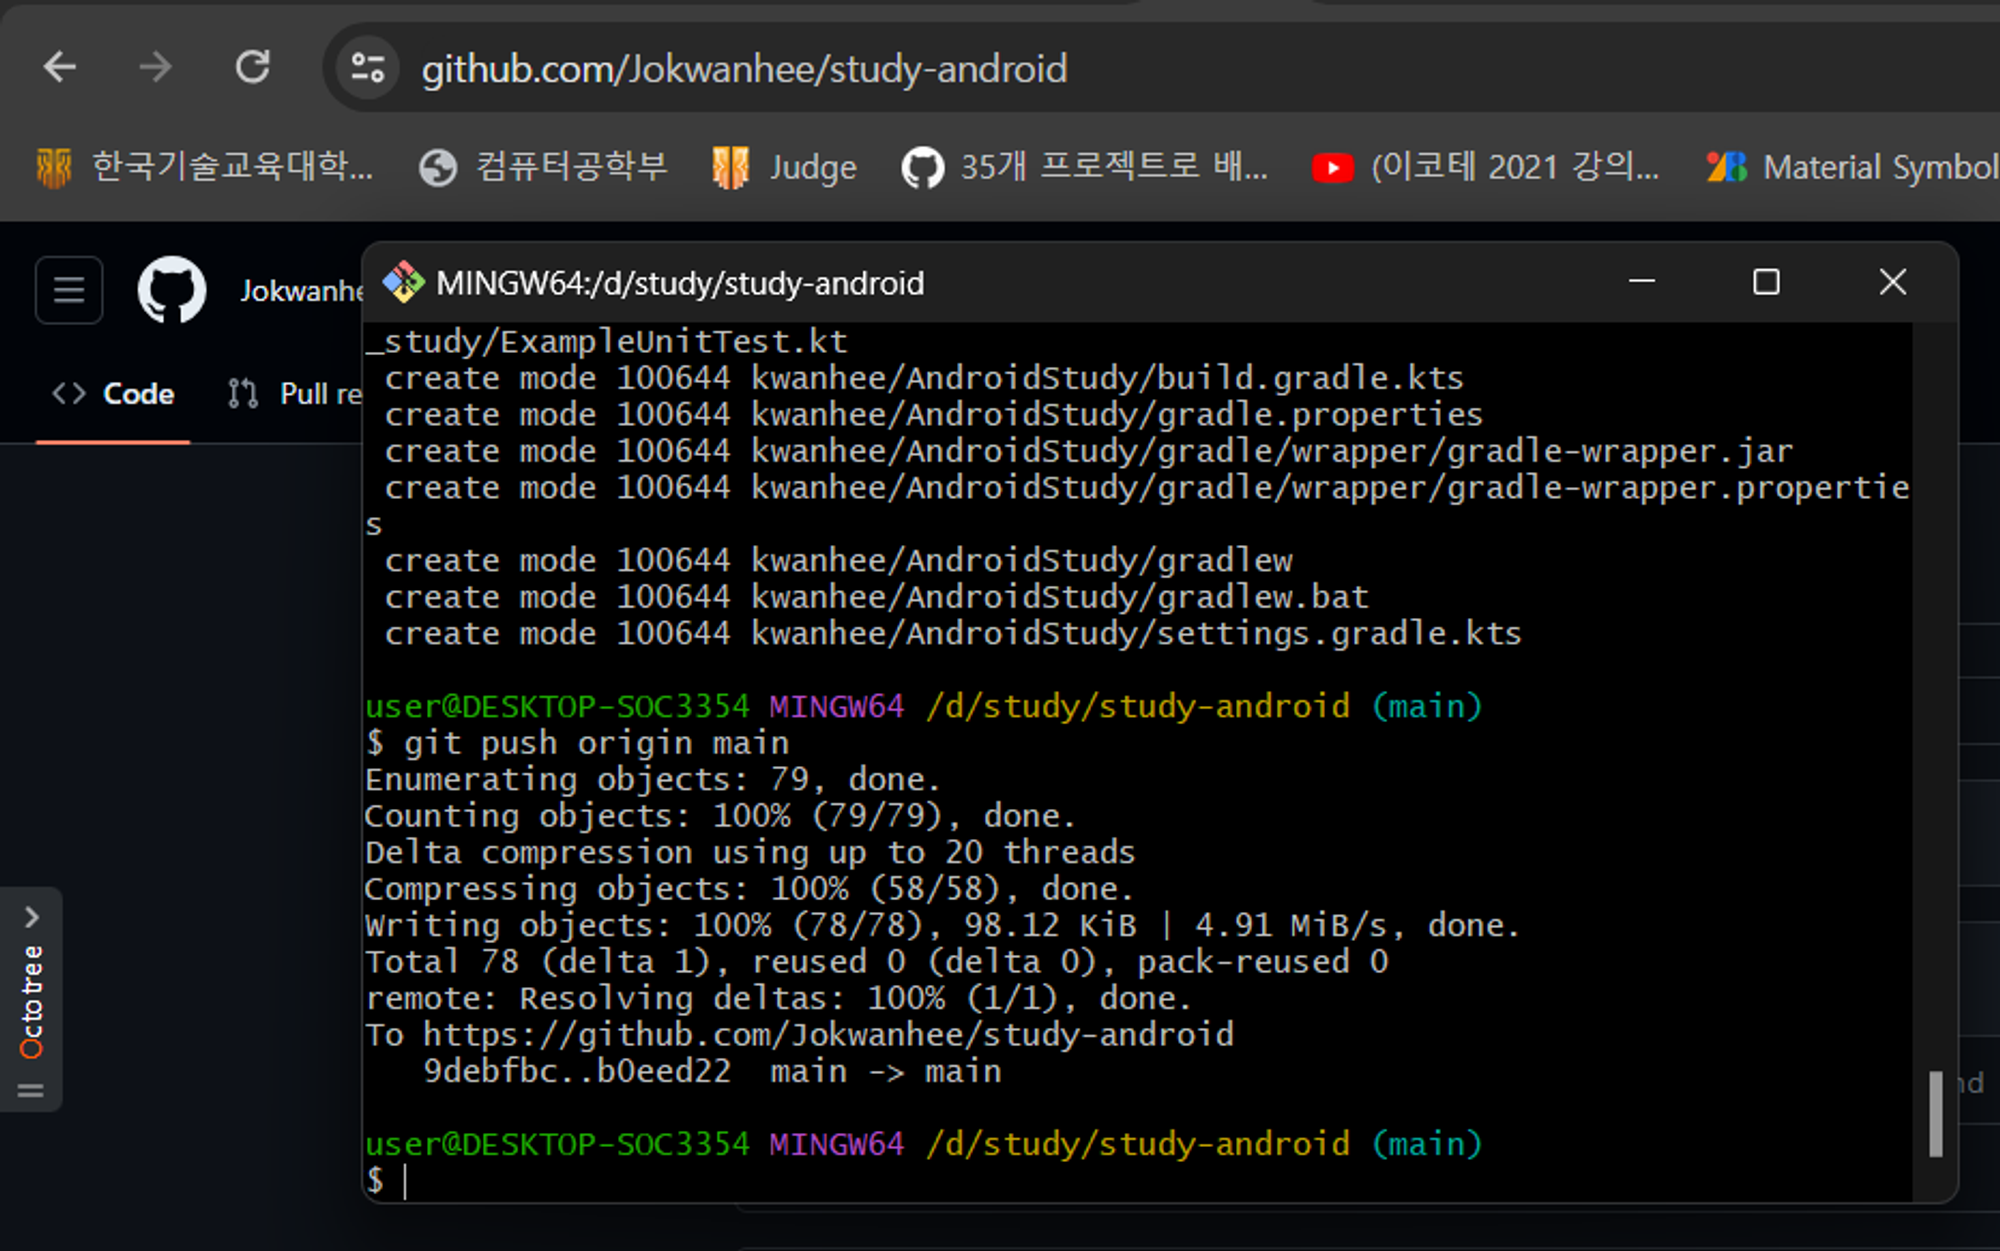 github.com/Jokwanhee/study-android
한국기술교육대학... 컴퓨터공학부 Judge 35개 프로젝트로 배... (이코테 2021 강의... Material Symbol
Jokwanhe
MINGW64:/d/study/study-android
Code Pull re
_study/ExampleUnitTest.kt
create mode 100644 kwanhee/AndroidStudy/build.gradle.kts
create mode 100644 kwanhee/AndroidStudy/gradle.properties
create mode 100644 kwanhee/AndroidStudy/gradle/wrapper/gradle-wrapper.jar
create mode 100644 kwanhee/AndroidStudy/gradle/wrapper/gradle-wrapper.propertie
s
create mode 100644 kwanhee/AndroidStudy/gradlew
create mode 100644 kwanhee/AndroidStudy/gradlew.bat
create mode 100644 kwanhee/AndroidStudy/settings.gradle.kts
user@DESKTOP-SOC3354 MINGW64 /d/study/study-android (main)
$ git push origin main
Enumerating objects: 79, done.
Counting objects: 100% (79/79), done.
Delta compression using up to 20 threads
Compressing objects: 100% (58/58), done.
Writing objects: 100% (78/78), 98.12 KiB | 4.91 MiB/s, done.
Total 78 (delta 1), reused 0 (delta 0), pack-reused 0
remote: Resolving deltas: 100% (1/1), done.
To https://github.com/Jokwanhee/study-android
9debfbc..b0eed22 main -> main
user@DESKTOP-SOC3354 MINGW64 /d/study/study-android (main)
$
Octotree